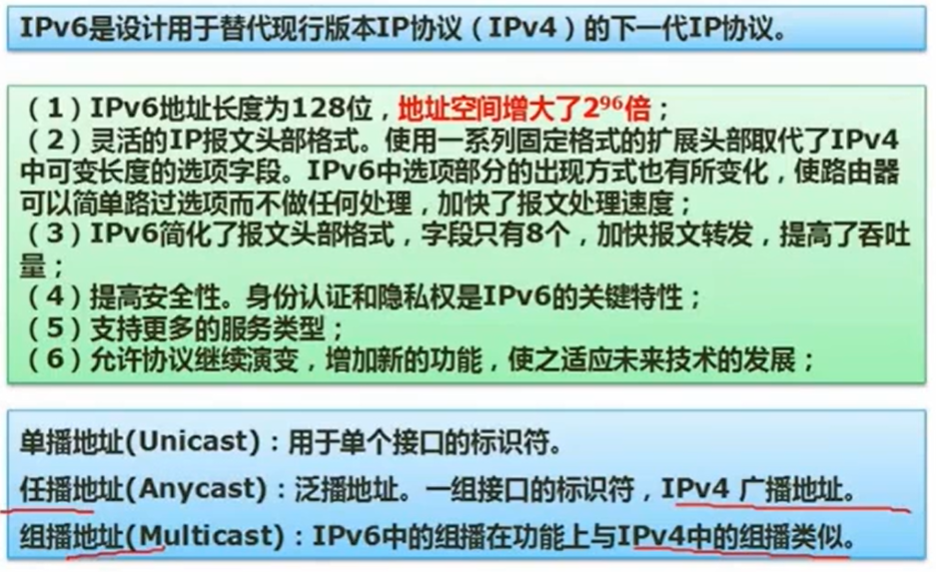 IPv6是设计用于替代现行版本IP协议（IPv4）的下一代IP协议。
（1）IPv6地址长度为128位，地址空间增大了2⁹⁶倍；
（2）灵活的IP报文头部格式。使用一系列固定格式的扩展头部取代了IPv4
中可变长度的选项字段。IPv6中选项部分的出现方式也有所变化，使路由器
可以简单路过选项而不做任何处理，加快了报文处理速度；
（3）IPv6简化了报文头部格式，字段只有8个，加快报文转发，提高了吞吐
量；
（4）提高安全性。身份认证和隐私权是IPv6的关键特性；
（5）支持更多的服务类型；
（6）允许协议继续演变，增加新的功能，使之适应未来技术的发展；
单播地址(Unicast)：用于单个接口的标识符。
任播地址(Anycast)：泛播地址。一组接口的标识符，IPv4 广播地址。
组播地址(Multicast)：IPv6中的组播在功能上与IPv4中的组播类似。